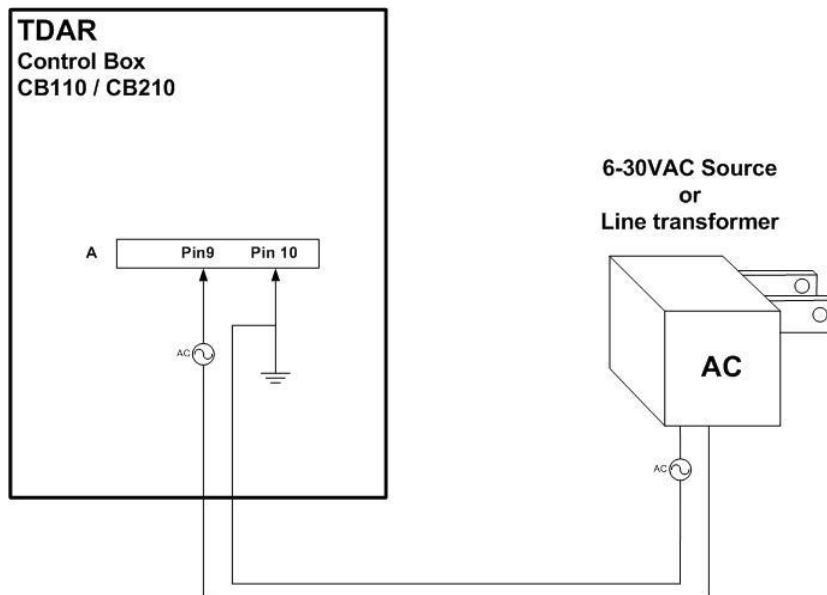 TDAR
Control Box
CB110 / CB210
6-30VAC Source
or
Line transformer
A
Pin9 Pin 10
AC
AC
AC